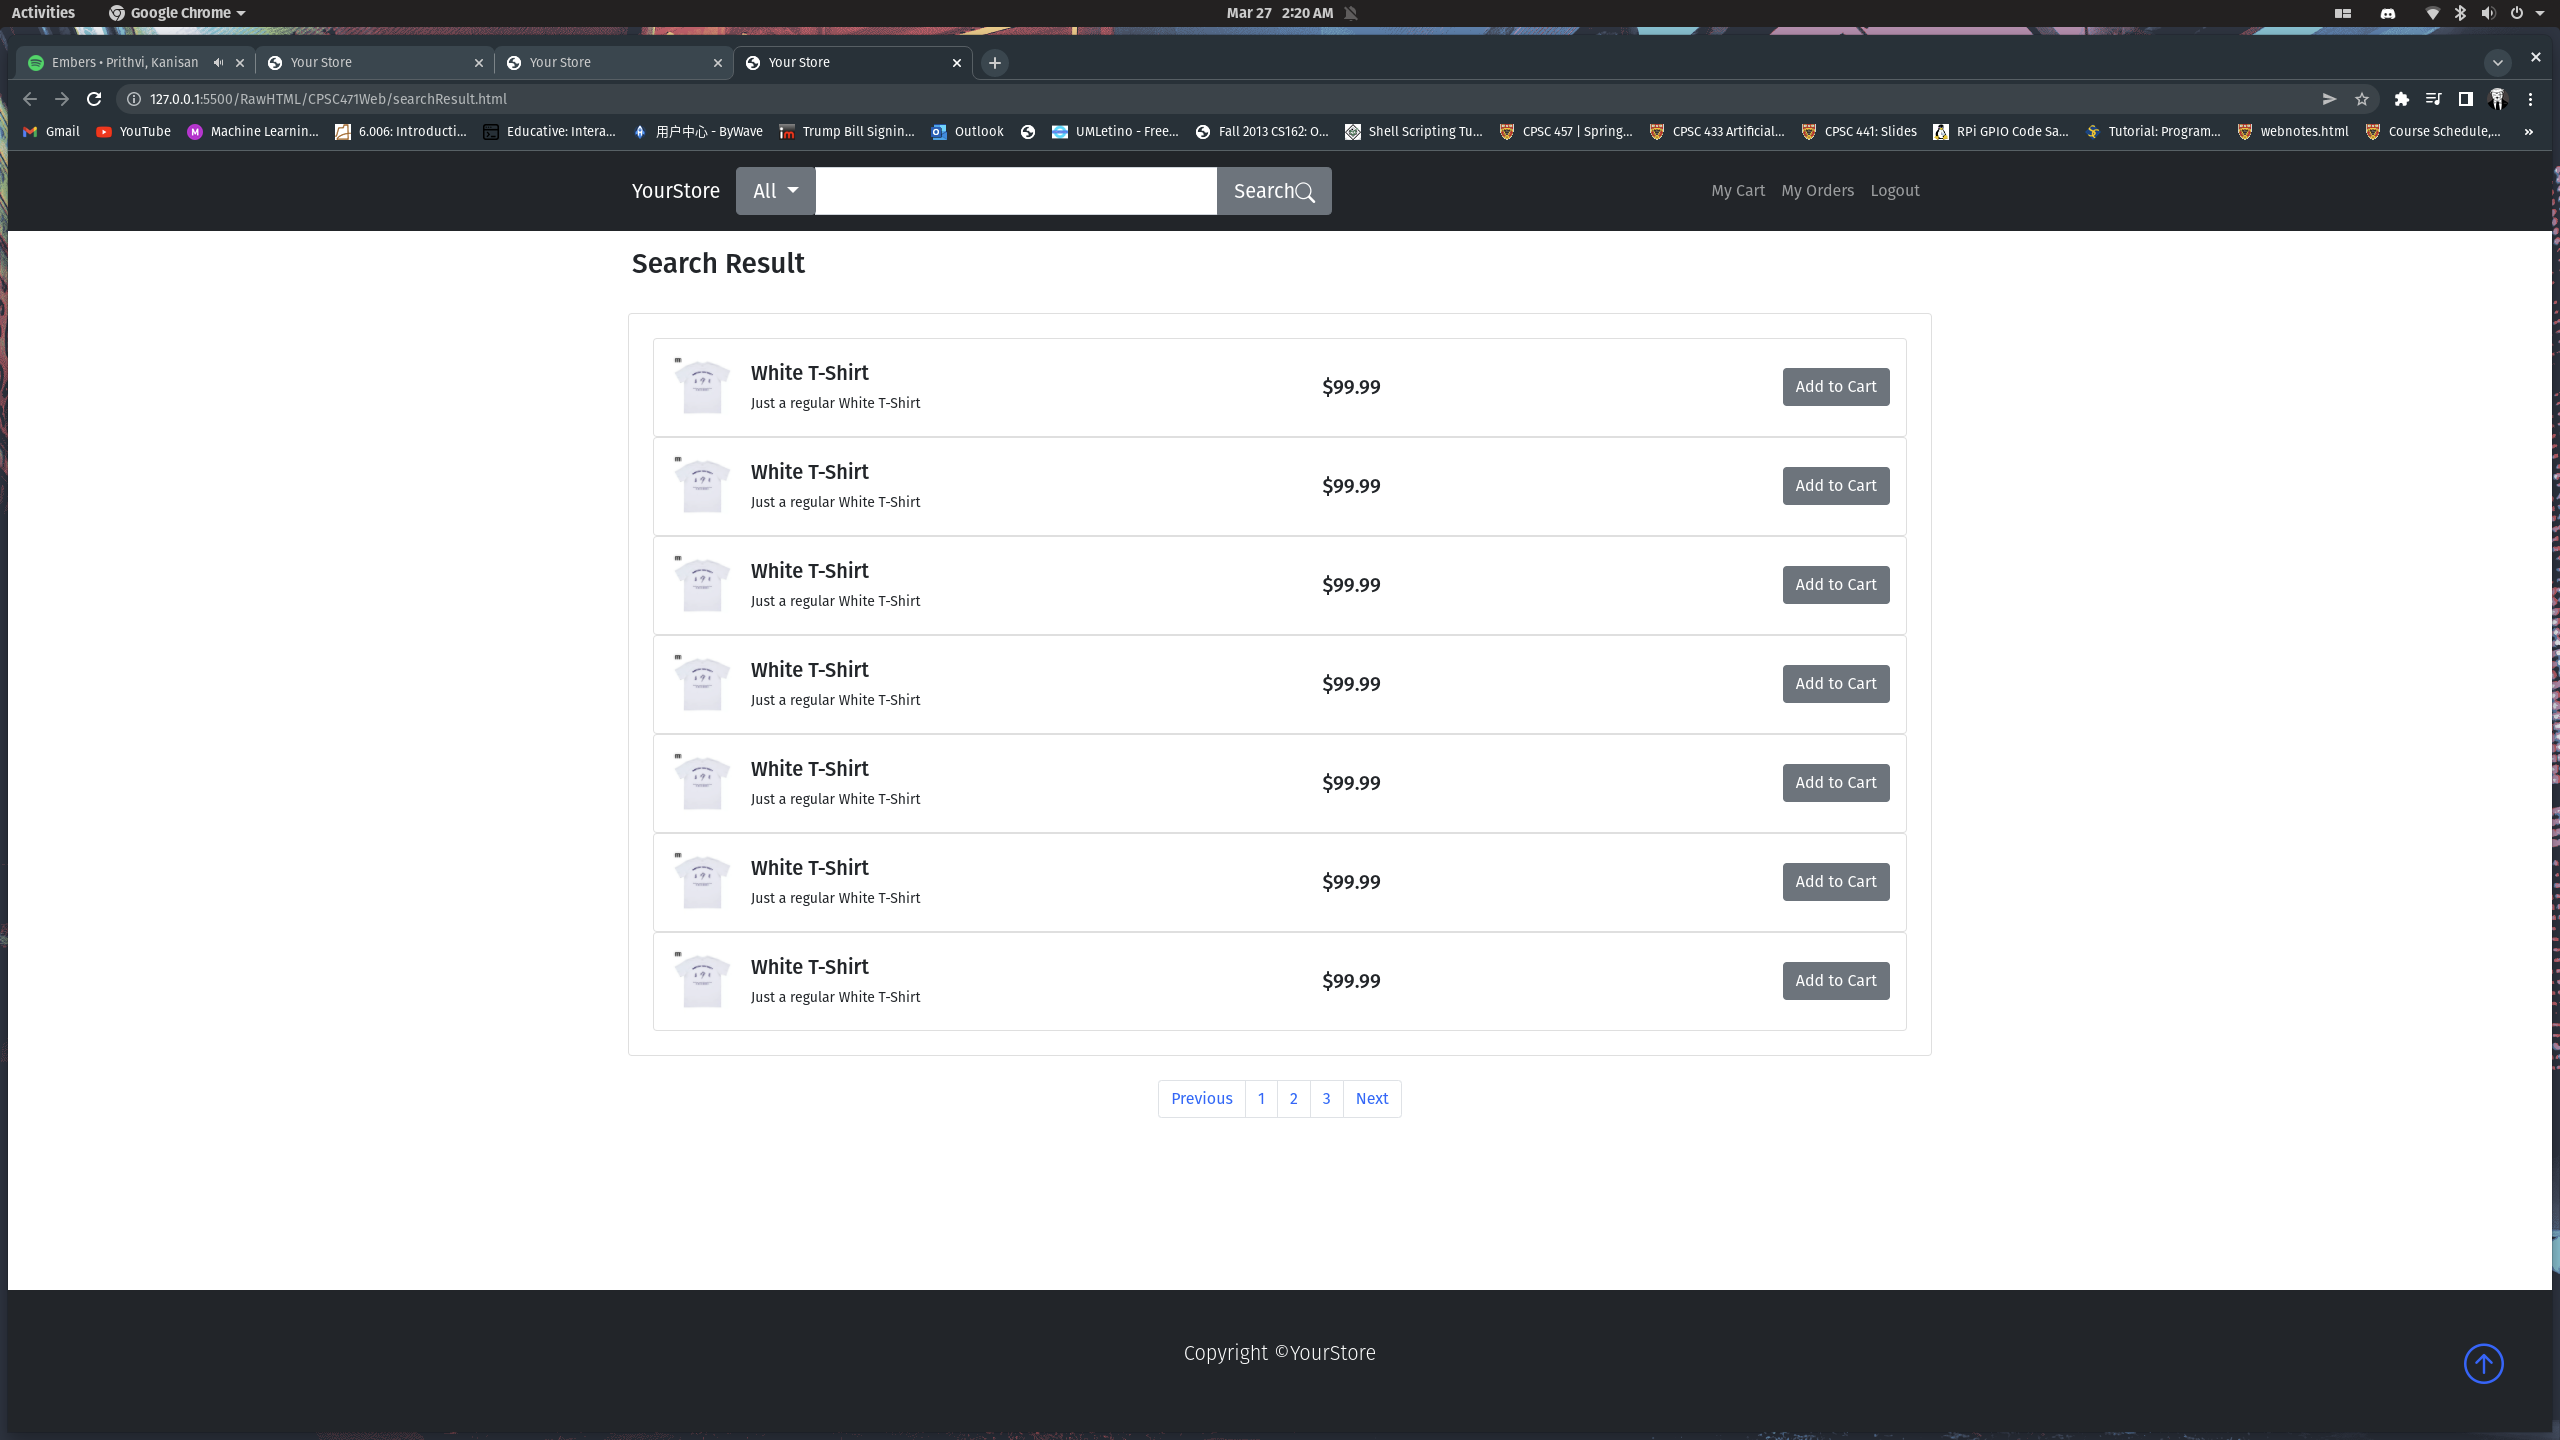 Activities Google Chrome Mar 27 2:20 AM
Embers • Prithvi, Kanisan Your Store Your Store Your Store
127.0.0.1:5500/RawHTML/CPSC471Web/searchResult.html
Gmail YouTube Machine Learnin... 6.006: Introducti... Educative: Intera... 用户中心 - ByWave Trump Bill Signin... Outlook UMLetino - Free... Fall 2013 CS162: O... Shell Scripting Tu... CPSC 457 | Spring... CPSC 433 Artificial... CPSC 441: Slides RPi GPIO Code Sa... Tutorial: Program... webnotes.html Course Schedule,... »
YourStore All Search My Cart My Orders Logout
Search Result
White T-Shirt
Just a regular White T-Shirt
$99.99
Add to Cart
White T-Shirt
Just a regular White T-Shirt
$99.99
Add to Cart
White T-Shirt
Just a regular White T-Shirt
$99.99
Add to Cart
White T-Shirt
Just a regular White T-Shirt
$99.99
Add to Cart
White T-Shirt
Just a regular White T-Shirt
$99.99
Add to Cart
White T-Shirt
Just a regular White T-Shirt
$99.99
Add to Cart
White T-Shirt
Just a regular White T-Shirt
$99.99
Add to Cart
Previous 1 2 3 Next
Copyright ©YourStore